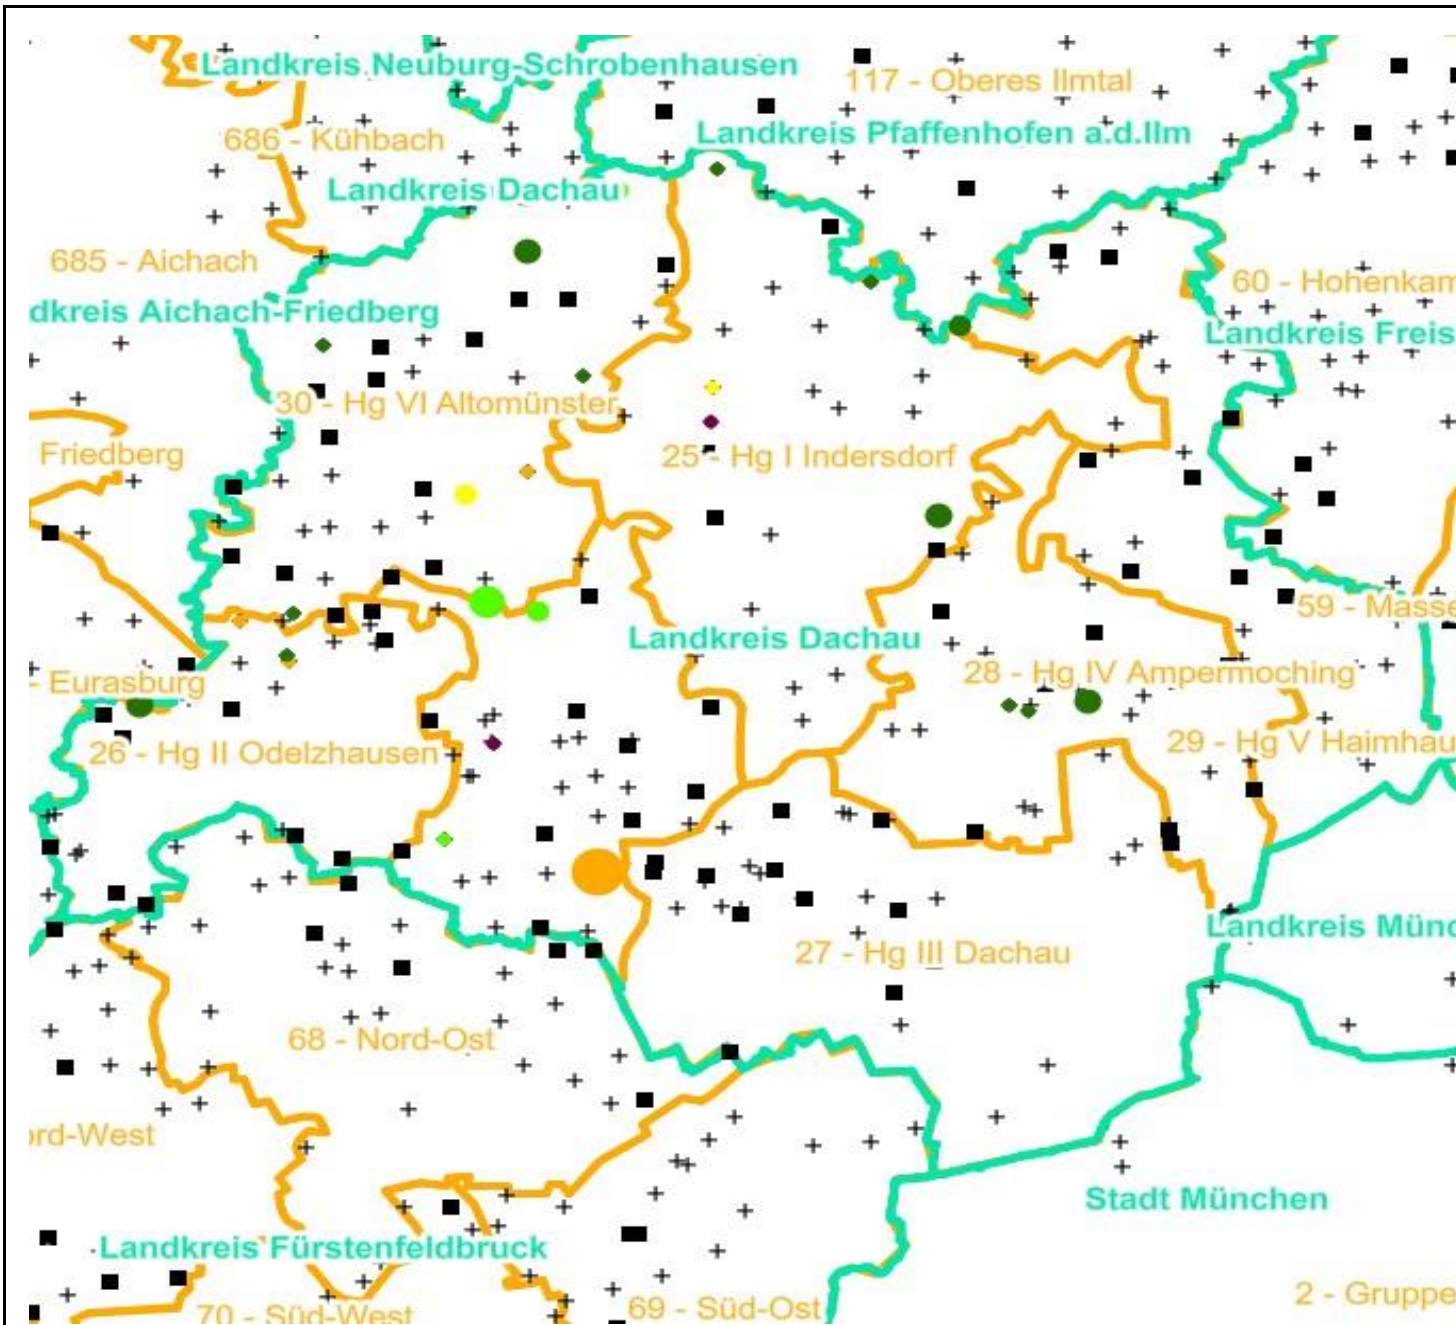 Landkreis Neuburg-Schrobenhausen
117 - Oberes Ilmtal
Landkreis Pfaffenhofen a.d.Ilm
686 - Kühbach
Landkreis Dachau
685 - Aichach
60 - Hohenkam
dkreis Aichach-Friedberg
Landkreis Freis
30 - Hg VI Altomünster
Friedberg
25 - Hg I Indersdorf
59 - Mass
Landkreis Dachau
28 - Hg IV Ampermoching
- Eurasburg
29 - Hg V Haimhau
26 - Hg II Odelzhausen
Landkreis Münc
27 - Hg III Dachau
68 - Nord-Ost
ord-West
Stadt München
Landkreis Fürstenfeldbruck
2 - Gruppe
69 - Süd-Ost
70 - Süd-West